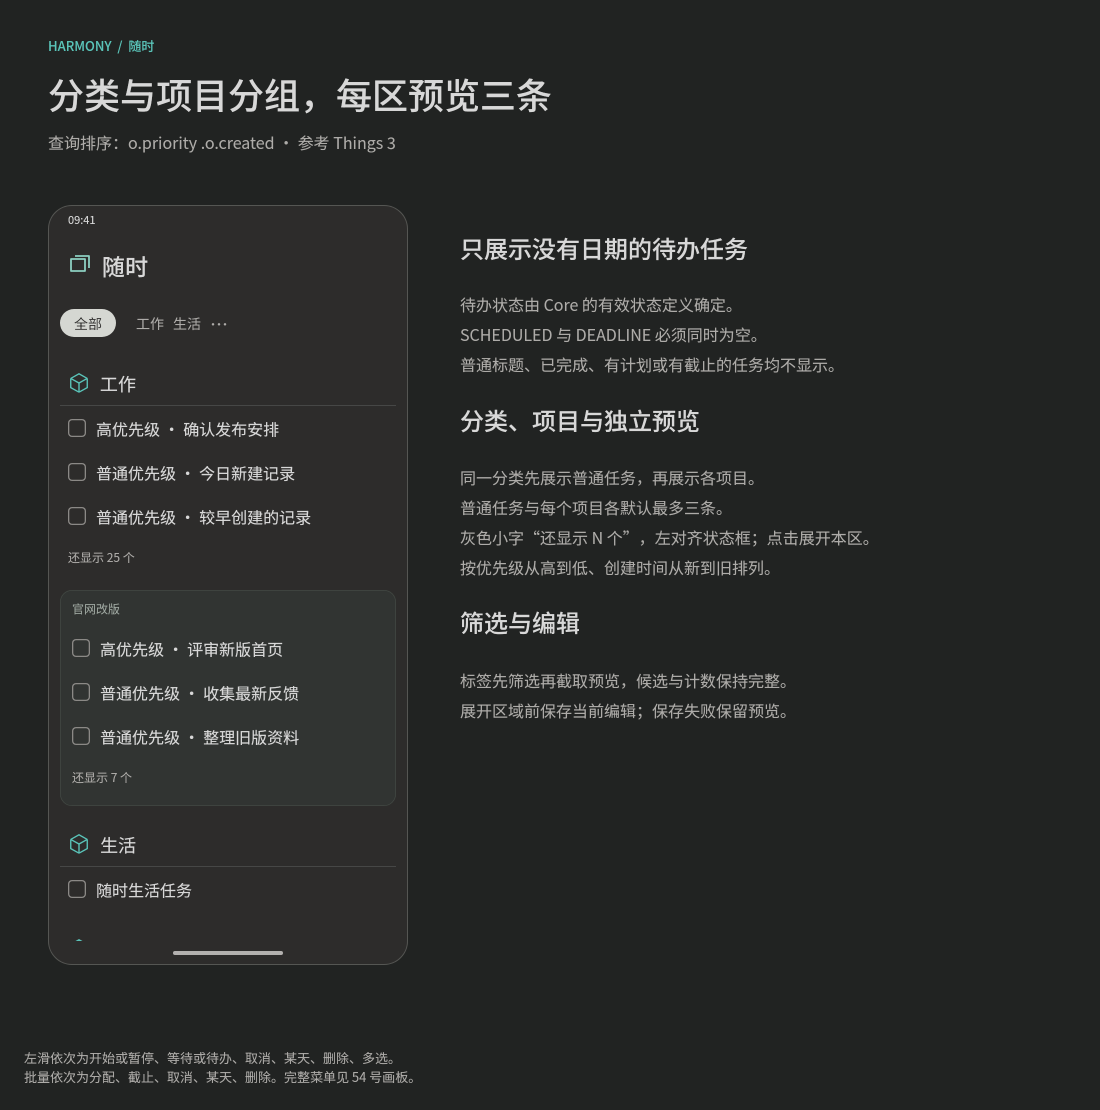 HARMONY / 随时
分类与项目分组，每区预览三条
查询排序：o.priority .o.created · 参考 Things 3
09:41
随时
全部 工作 生活 ···
工作
高优先级 · 确认发布安排
普通优先级 · 今日新建记录
普通优先级 · 较早创建的记录
还显示 25 个
官网改版
高优先级 · 评审新版首页
普通优先级 · 收集最新反馈
普通优先级 · 整理旧版资料
还显示 7 个
生活
随时生活任务
只展示没有日期的待办任务
待办状态由 Core 的有效状态定义确定。
SCHEDULED 与 DEADLINE 必须同时为空。
普通标题、已完成、有计划或有截止的任务均不显示。
分类、项目与独立预览
同一分类先展示普通任务，再展示各项目。
普通任务与每个项目各默认最多三条。
灰色小字“还显示 N 个”，左对齐状态框；点击展开本区。
按优先级从高到低、创建时间从新到旧排列。
筛选与编辑
标签先筛选再截取预览，候选与计数保持完整。
展开区域前保存当前编辑；保存失败保留预览。
左滑依次为开始或暂停、等待或待办、取消、某天、删除、多选。
批量依次为分配、截止、取消、某天、删除。完整菜单见 54 号画板。